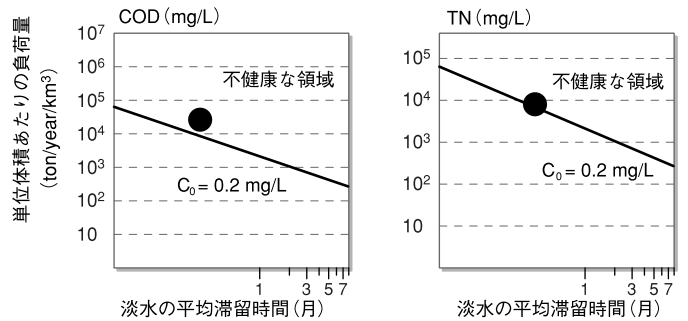 COD（mg/L）
単位体積あたりの負荷量
（ton/year/km³）
10⁷
10⁶
10⁵
10⁴
10³
10²
10
不健康な領域
C₀ = 0.2 mg/L
1 3 5 7
淡水の平均滞留時間（月）
TN（mg/L）
10⁵
10⁴
10³
10²
10
不健康な領域
C₀ = 0.2 mg/L
1 3 5 7
淡水の平均滞留時間（月）